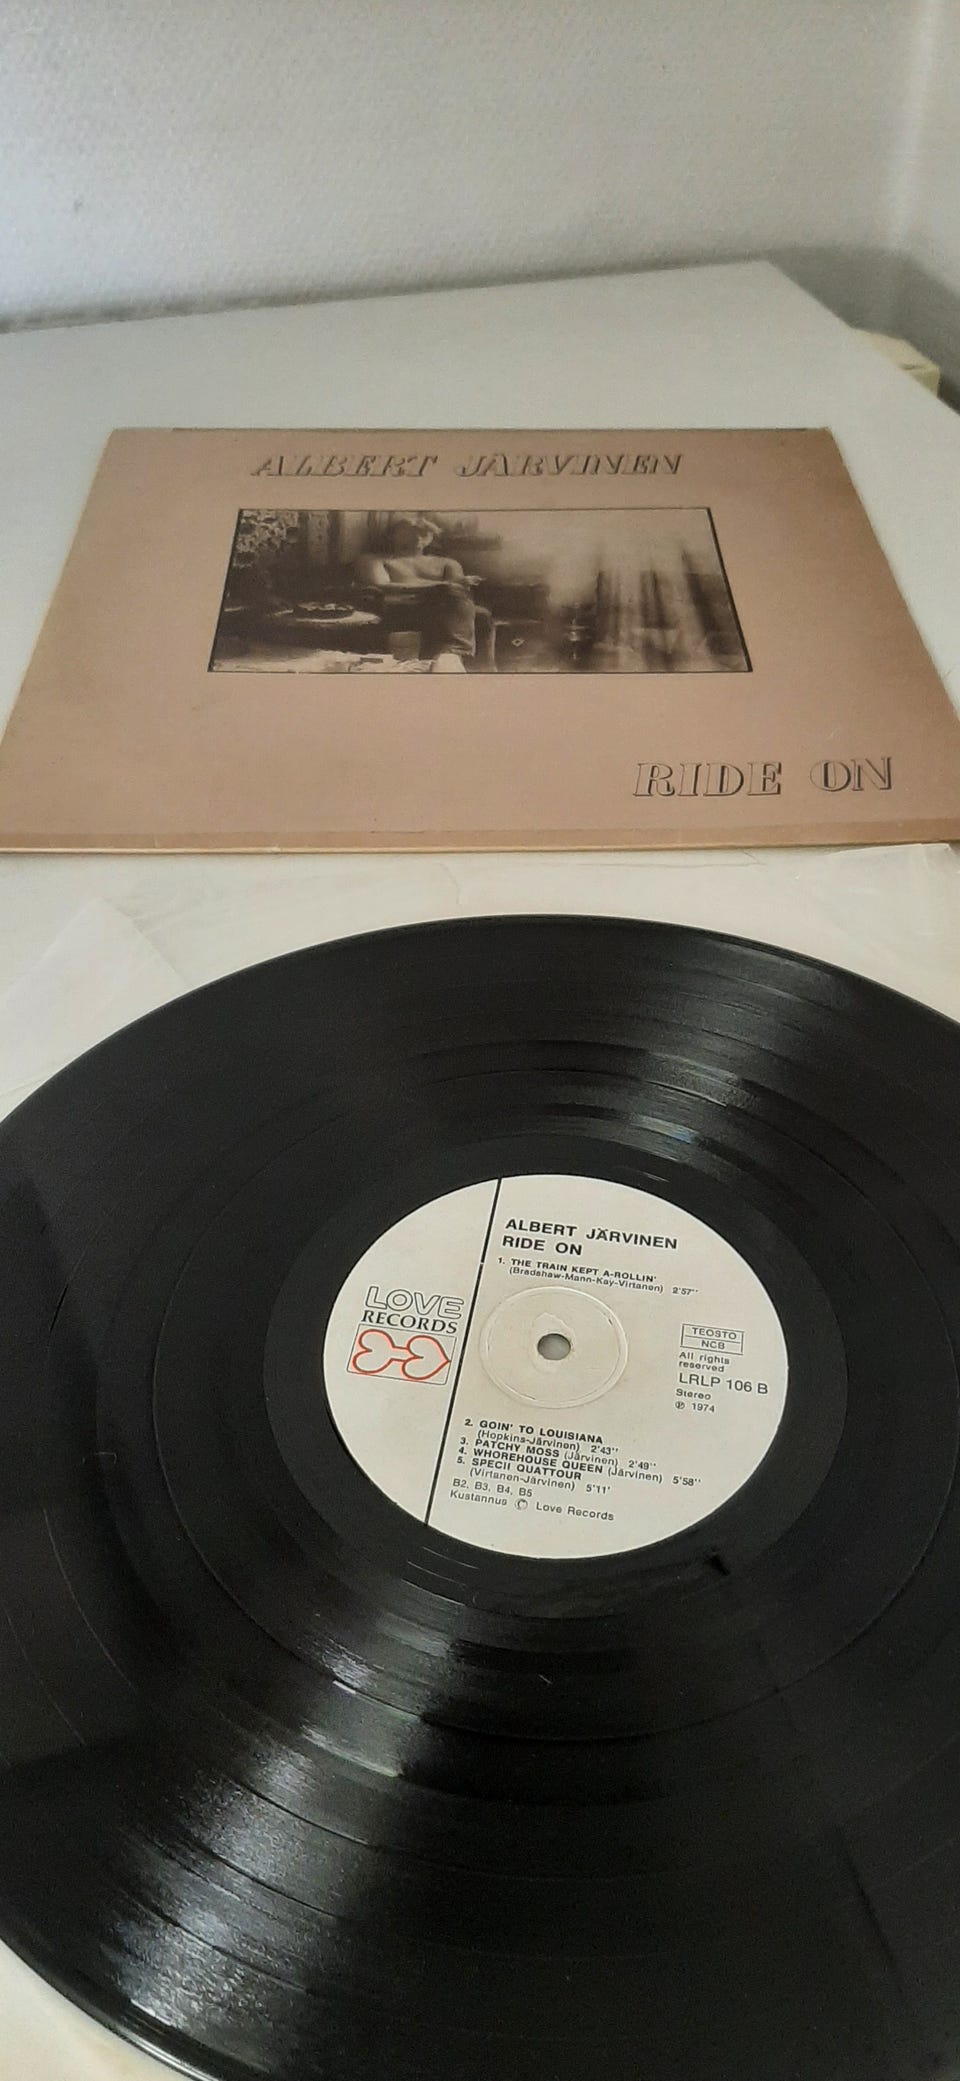 ALBERT JÄRVINEN
RIDE ON
LOVE
RECORDS
ALBERT JÄRVINEN
RIDE ON
1. THE TRAIN KEPT A-ROLLIN'
(Bradshaw-Mann-Kay-Virtanen) 2'57''
TEOSTO
NCB
All rights
reserved
LRLP 106 B
Stereo
℗ 1974
2. GOIN' TO LOUISIANA
(Hopkins-Järvinen) 2'43''
3. PATCHY MOSS (Järvinen) 2'49''
4. WHOREHOUSE QUEEN (Järvinen) 5'58''
5. SPECII QUATTOUR
(Virtanen-Järvinen) 5'11'
B2, B3, B4, B5
Kustannus © Love Records